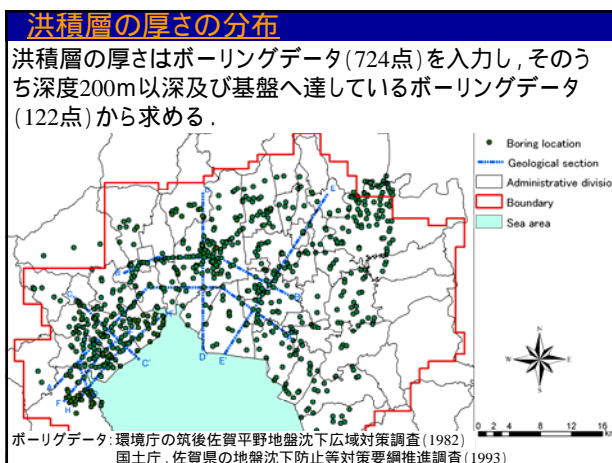 洪積層の厚さの分布
洪積層の厚さはボーリングデータ(724点)を入力し,そのう
ち深度200m以深及び基盤へ達しているボーリングデータ
(122点)から求める.
Boring location
Geological section
Administrative divisio
Boundary
Sea area
E
B
C
C'
D'
E'
A
F
H
N
W
E
S
0 2 4 8 12 16
ボーリグデータ:環境庁の筑後佐賀平野地盤沈下広域対策調査(1982)
国土庁,佐賀県の地盤沈下防止等対策要綱推進調査(1993)